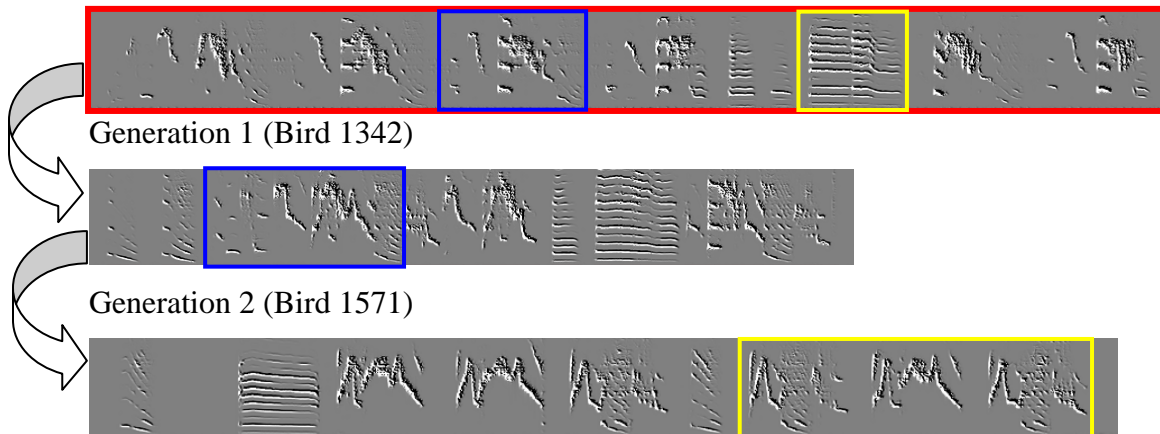 Generation 1 (Bird 1342)
Generation 2 (Bird 1571)